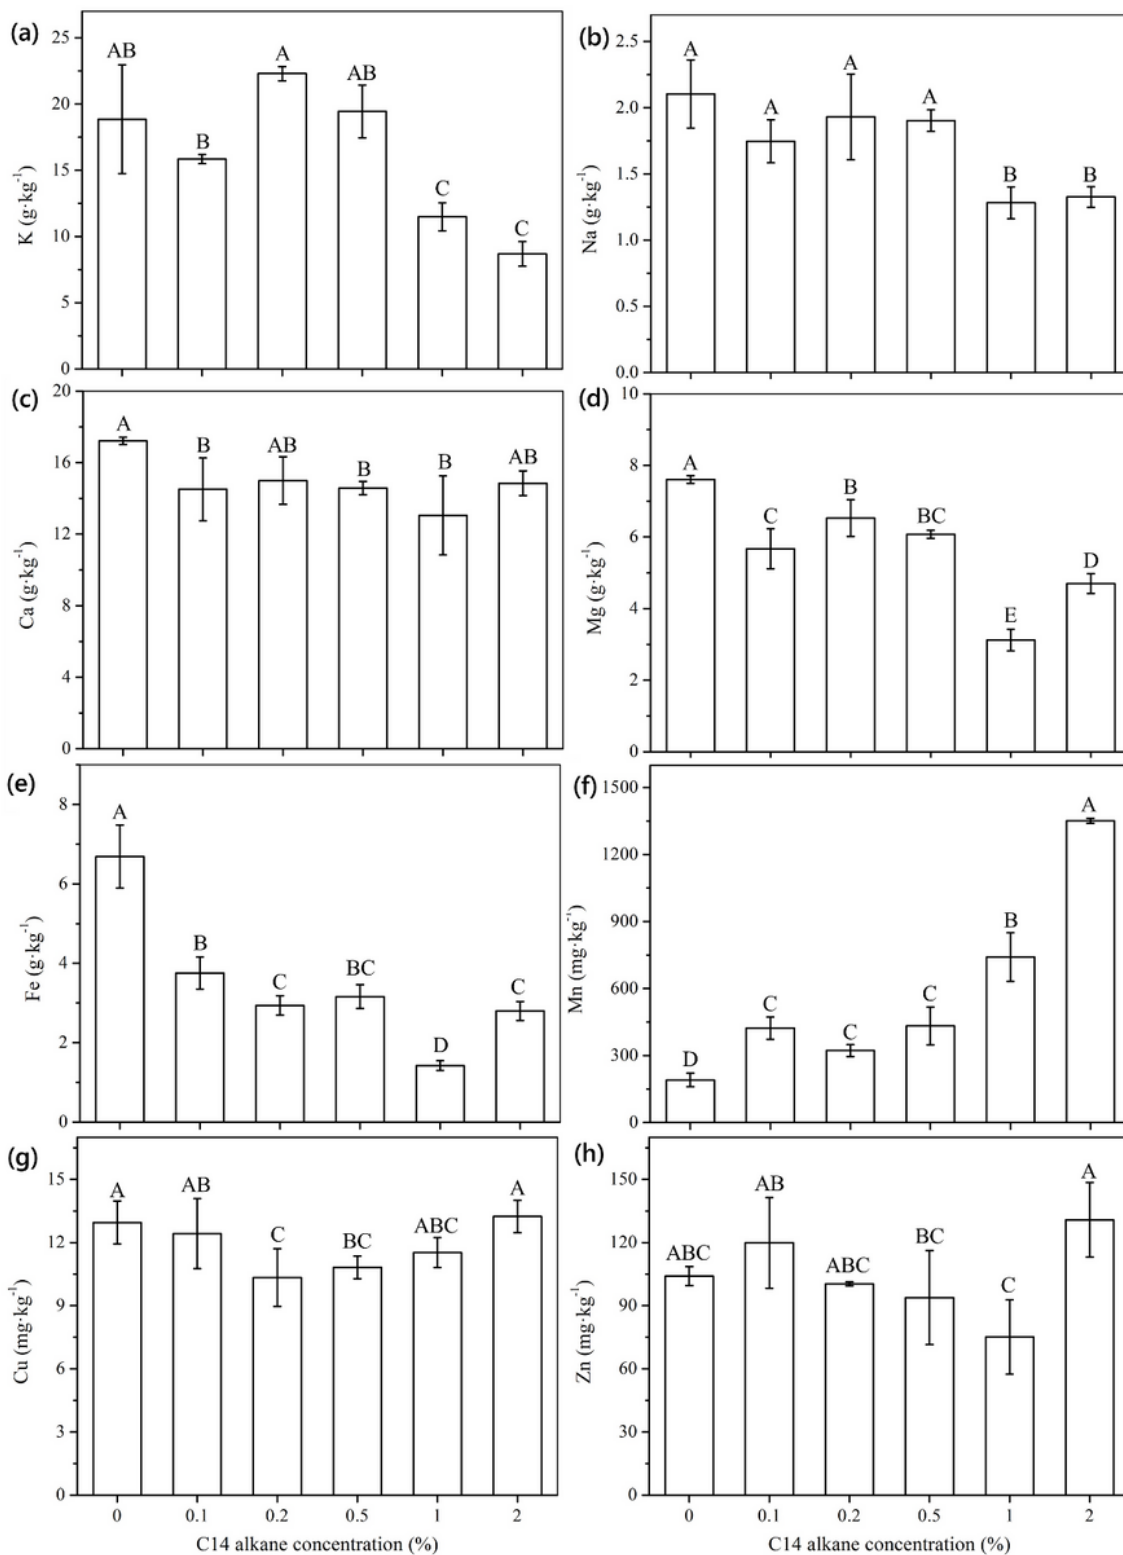 (a)
K (g·kg⁻¹)
25
20
15
10
5
0
AB
B
A
AB
C
C
(b)
Na (g·kg⁻¹)
2.5
2.0
1.5
1.0
0.5
0.0
A
A
A
A
B
B
(c)
Ca (g·kg⁻¹)
20
16
12
8
4
0
A
B
AB
B
B
AB
(d)
Mg (g·kg⁻¹)
10
8
6
4
2
0
A
C
B
BC
E
D
(e)
Fe (g·kg⁻¹)
8
6
4
2
0
A
B
C
BC
D
C
(f)
Mn (mg·kg⁻¹)
1500
1200
900
600
300
0
D
C
C
C
B
A
(g)
Cu (mg·kg⁻¹)
15
12
9
6
3
0
A
AB
C
BC
ABC
A
0 0.1 0.2 0.5 1 2
C14 alkane concentration (%)
(h)
Zn (mg·kg⁻¹)
150
120
90
60
30
0
ABC
AB
ABC
BC
C
A
0 0.1 0.2 0.5 1 2
C14 alkane concentration (%)